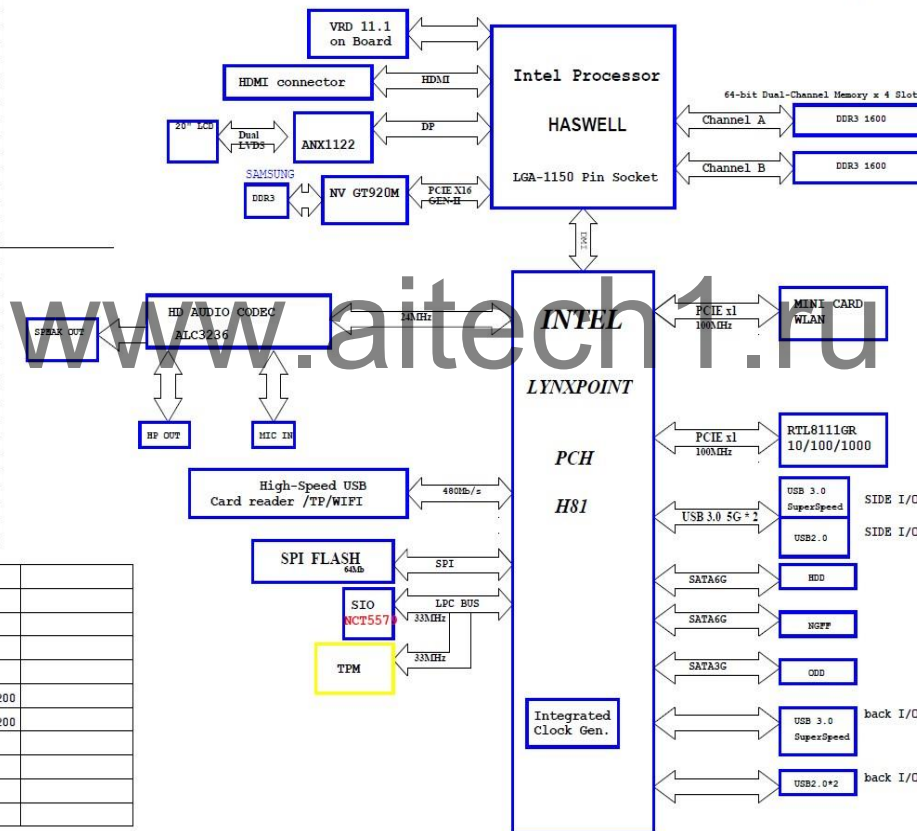 VRD 11.1
on Board
HDMI connector
HDMI
Intel Processor
HASWELL
LGA-1150 Pin Socket
64-bit Dual-Channel Memory x 4 Slot
Channel A
DDR3 1600
Channel B
DDR3 1600
20" LCD
Dual
LVDS
ANX1122
DP
SAMSUNG
DDR3
NV GT920M
PCIE X16
GEN-II
DMI
www.aitech1.ru
SPEAK OUT
HD AUDIO CODEC
ALC3236
24MHz
HP OUT
MIC IN
INTEL
LYNXPOINT
PCH
H81
PCIE x1
100MHz
MINI CARD
WLAN
PCIE x1
100MHz
RTL8111GR
10/100/1000
High-Speed USB
Card reader /TP/WIFI
480Mb/s
USB 3.0 5G * 2
USB 3.0
SuperSpeed
SIDE I/O
USB2.0
SIDE I/O
SPI FLASH
64Mb
SPI
SIO
NCT557
LPC BUS
33MHz
TPM
33MHz
SATA6G
HDD
SATA6G
NGFF
SATA3G
ODD
Integrated
Clock Gen.
USB 3.0
SuperSpeed
back I/O
USB2.0*2
back I/O
200
200